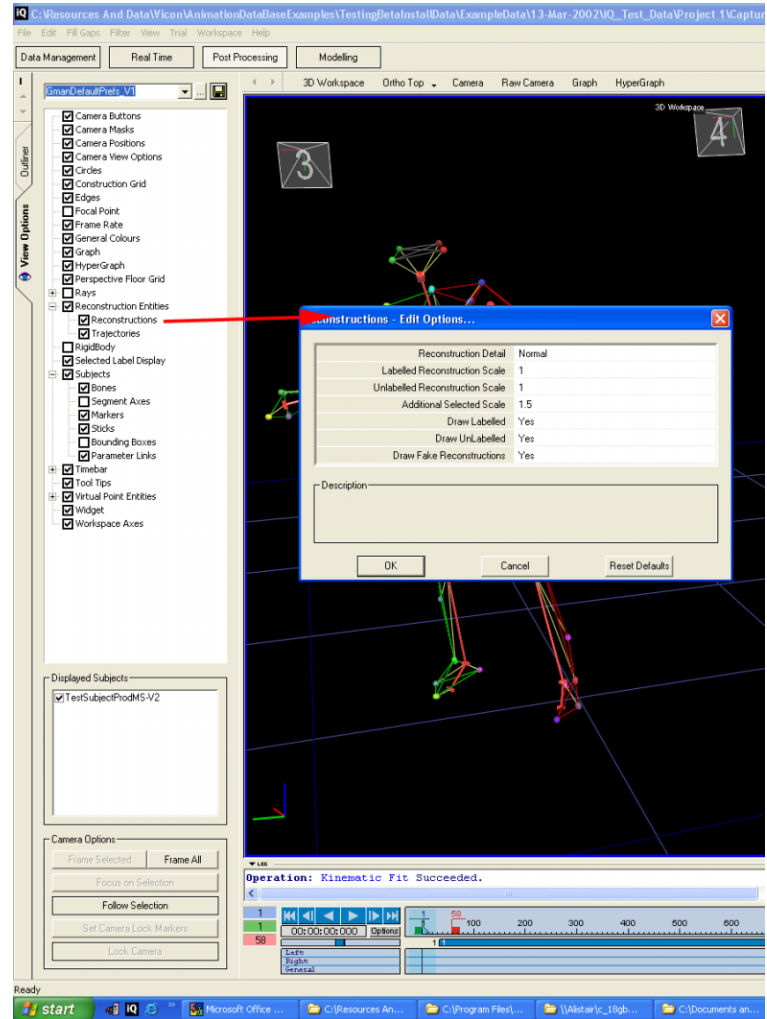 iQ C:\Resources And Data\Vicon\AnimationDataBaseExamples\TestingBetaInstallData\ExampleData\13-Mar-2002\iQ_Test_Data\Project 1\Captur
File Edit Fill Gaps Filter View Trial Workspace Help
Data Management Real Time Post Processing Modelling
GmanDefaultPrefs_V1 ...
3D Workspace Ortho Top Camera Raw Camera Graph HyperGraph
3D Workspace
3
4
Outliner
View Options
Camera Buttons
Camera Masks
Camera Positions
Camera View Options
Circles
Construction Grid
Edges
Focal Point
Frame Rate
General Colours
Graph
HyperGraph
Perspective Floor Grid
Rays
Reconstruction Entities
Reconstructions
Trajectories
RigidBody
Selected Label Display
Subjects
Bones
Segment Axes
Markers
Sticks
Bounding Boxes
Parameter Links
Timebar
Tool Tips
Virtual Point Entities
Widget
Workspace Axes
constructions - Edit Options...
Reconstruction Detail Normal
Labelled Reconstruction Scale 1
Unlabelled Reconstruction Scale 1
Additional Selected Scale 1.5
Draw Labelled Yes
Draw UnLabelled Yes
Draw Fake Reconstructions Yes
Description
OK Cancel Reset Defaults
Displayed Subjects
TestSubjectProdMS-V2
Camera Options
Frame Selected Frame All
Focus on Selection
Follow Selection
Set Camera Lock Markers
Lock Camera
LOG
Operation: Kinematic Fit Succeeded.
1 1 58
1 00:00:00:000 Options 1 100 200 300 400 500 600
58 1 1
Left
Right
General
Ready
start iQ » Microsoft Office ... C:\Resources An... C:\Program Files\... \\Alistair\c_18gb... C:\Documents an...